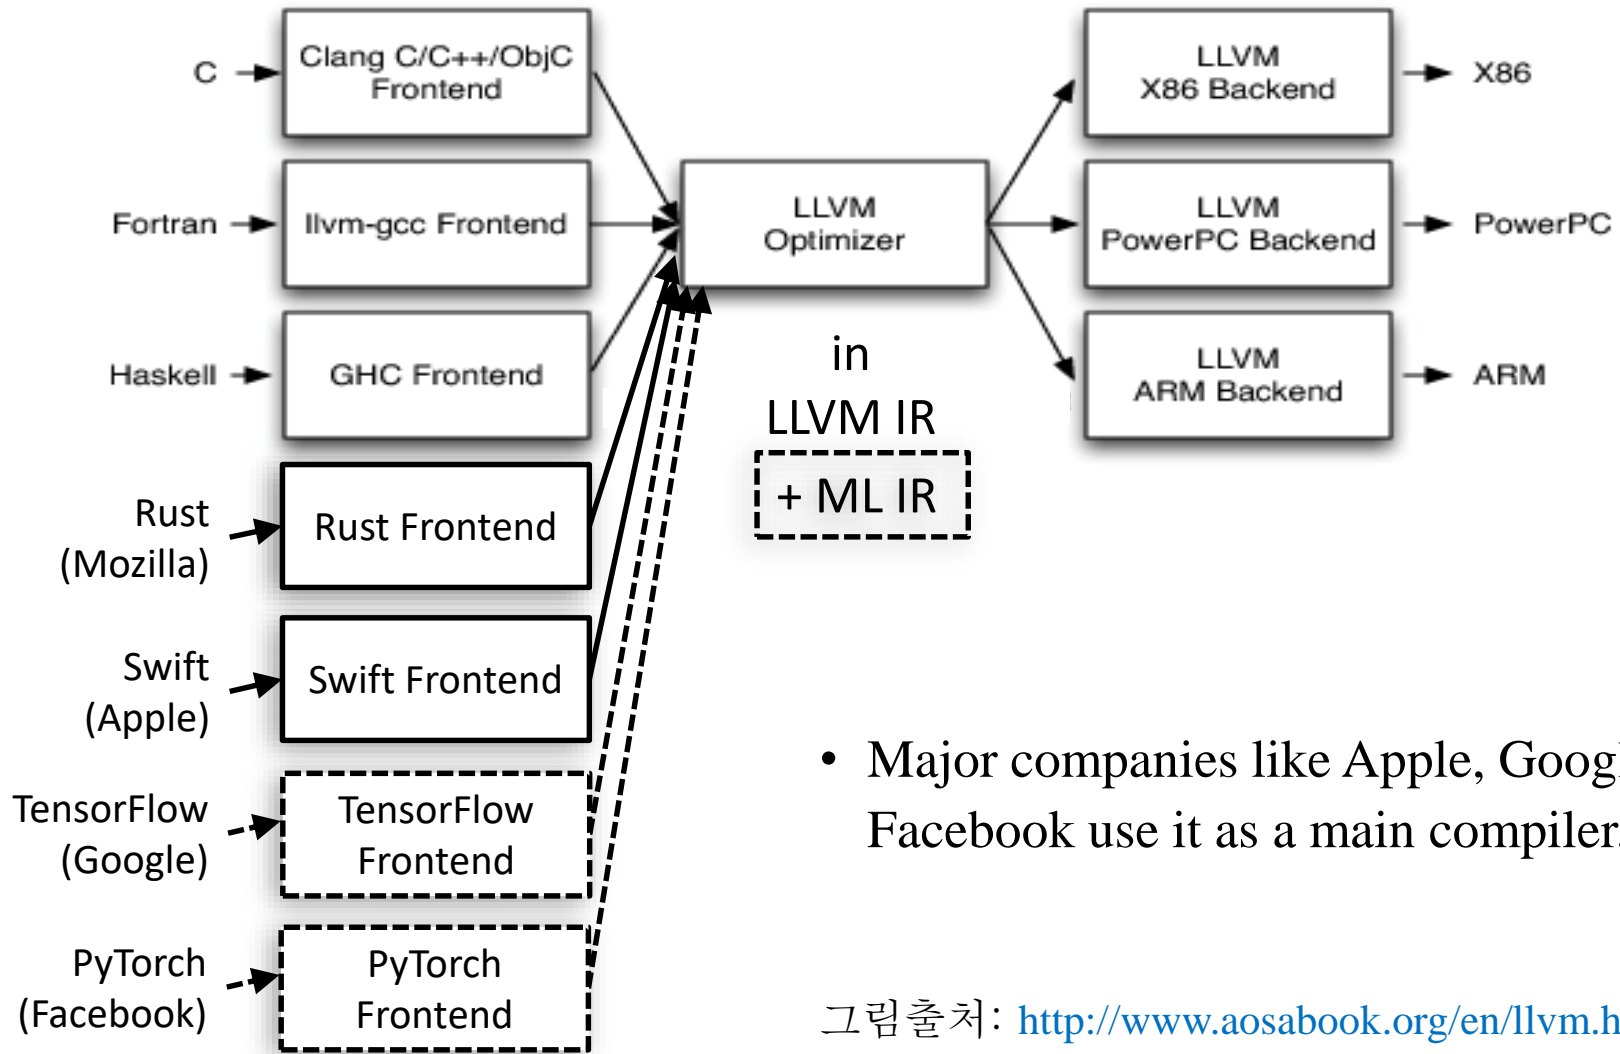 C
Clang C/C++/ObjC
Frontend
LLVM
X86 Backend
X86
Fortran
llvm-gcc Frontend
LLVM
Optimizer
LLVM
PowerPC Backend
PowerPC
Haskell
GHC Frontend
in
LLVM IR
+ ML IR
LLVM
ARM Backend
ARM
Rust
(Mozilla)
Rust Frontend
Swift
(Apple)
Swift Frontend
TensorFlow
(Google)
TensorFlow
Frontend
PyTorch
(Facebook)
PyTorch
Frontend
• Major companies like Apple, Googl
Facebook use it as a main compiler.
그림출처: http://www.aosabook.org/en/llvm.h